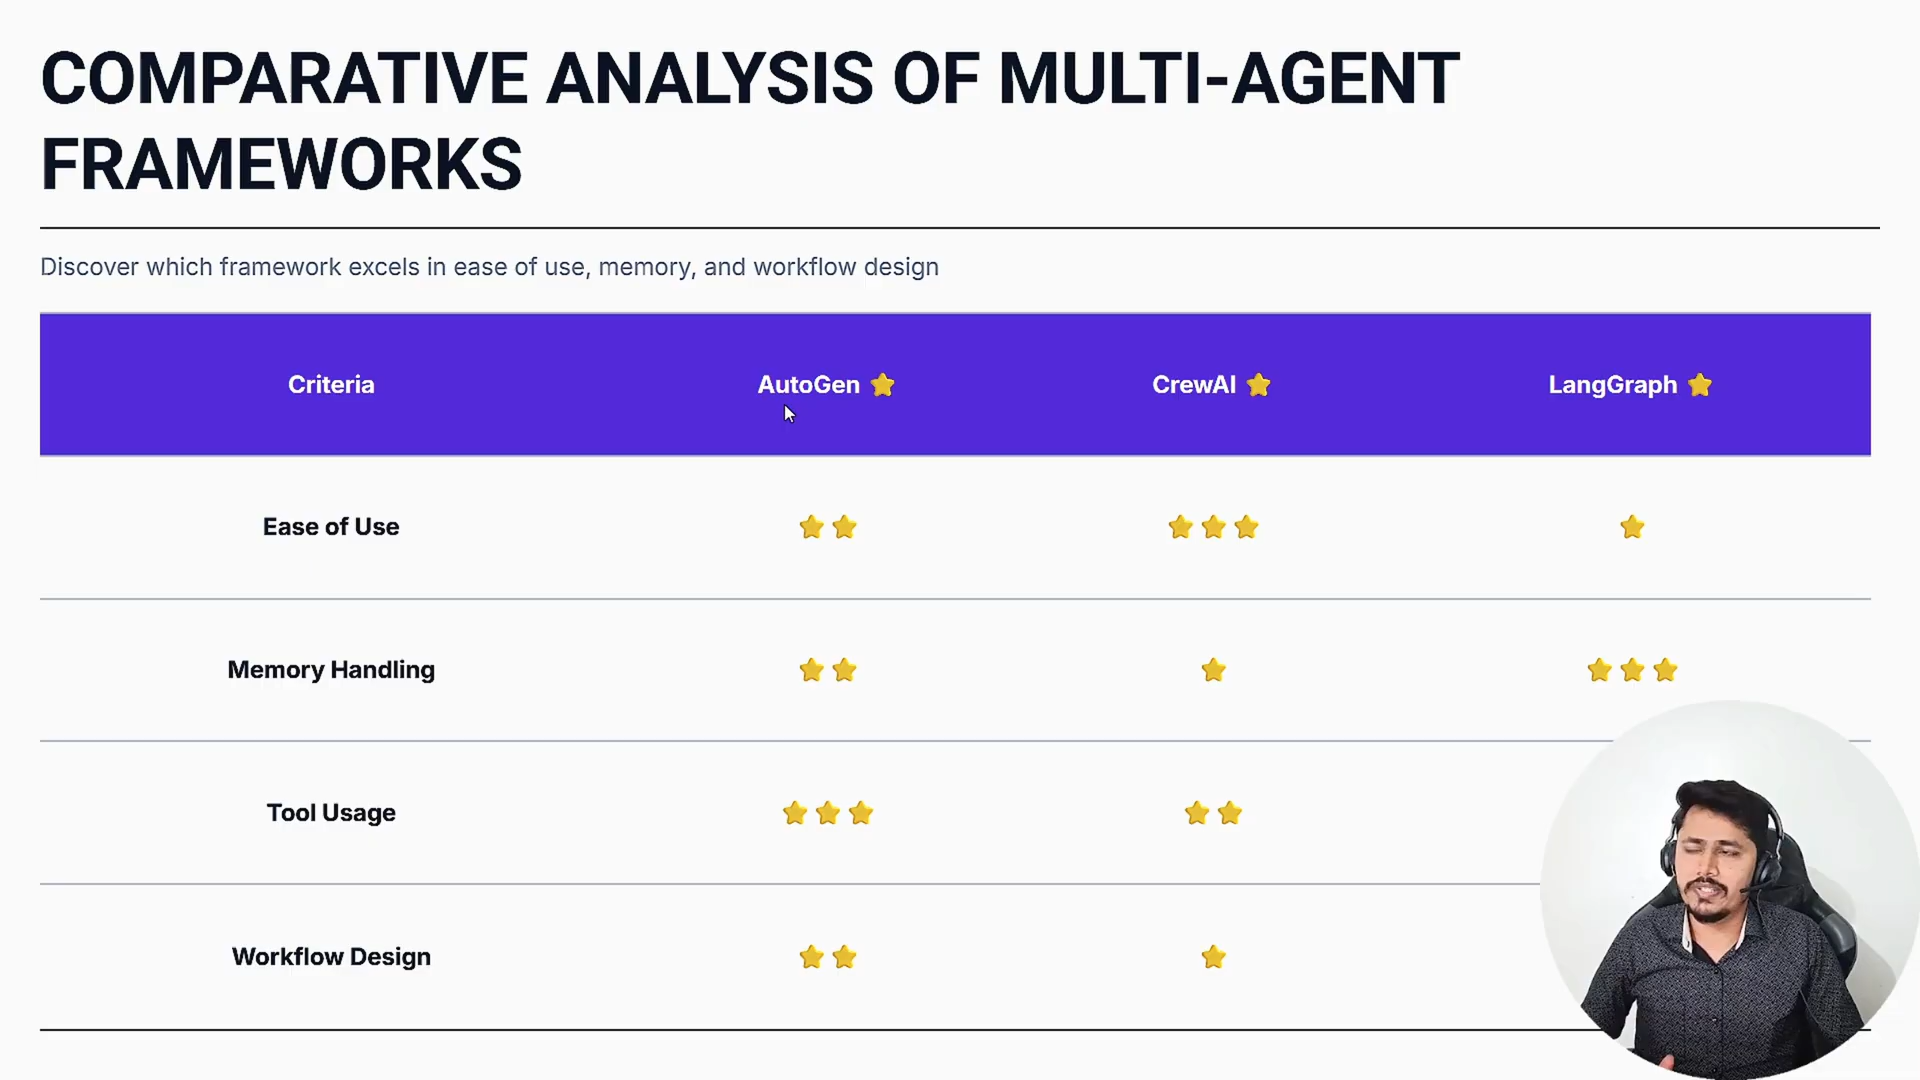 COMPARATIVE ANALYSIS OF MULTI-AGENT
FRAMEWORKS
Discover which framework excels in ease of use, memory, and workflow design
Criteria AutoGen ⭐ CrewAI ⭐ LangGraph ⭐
Ease of Use ⭐⭐ ⭐⭐⭐ ⭐
Memory Handling ⭐⭐ ⭐ ⭐⭐⭐
Tool Usage ⭐⭐⭐ ⭐⭐
Workflow Design ⭐⭐ ⭐